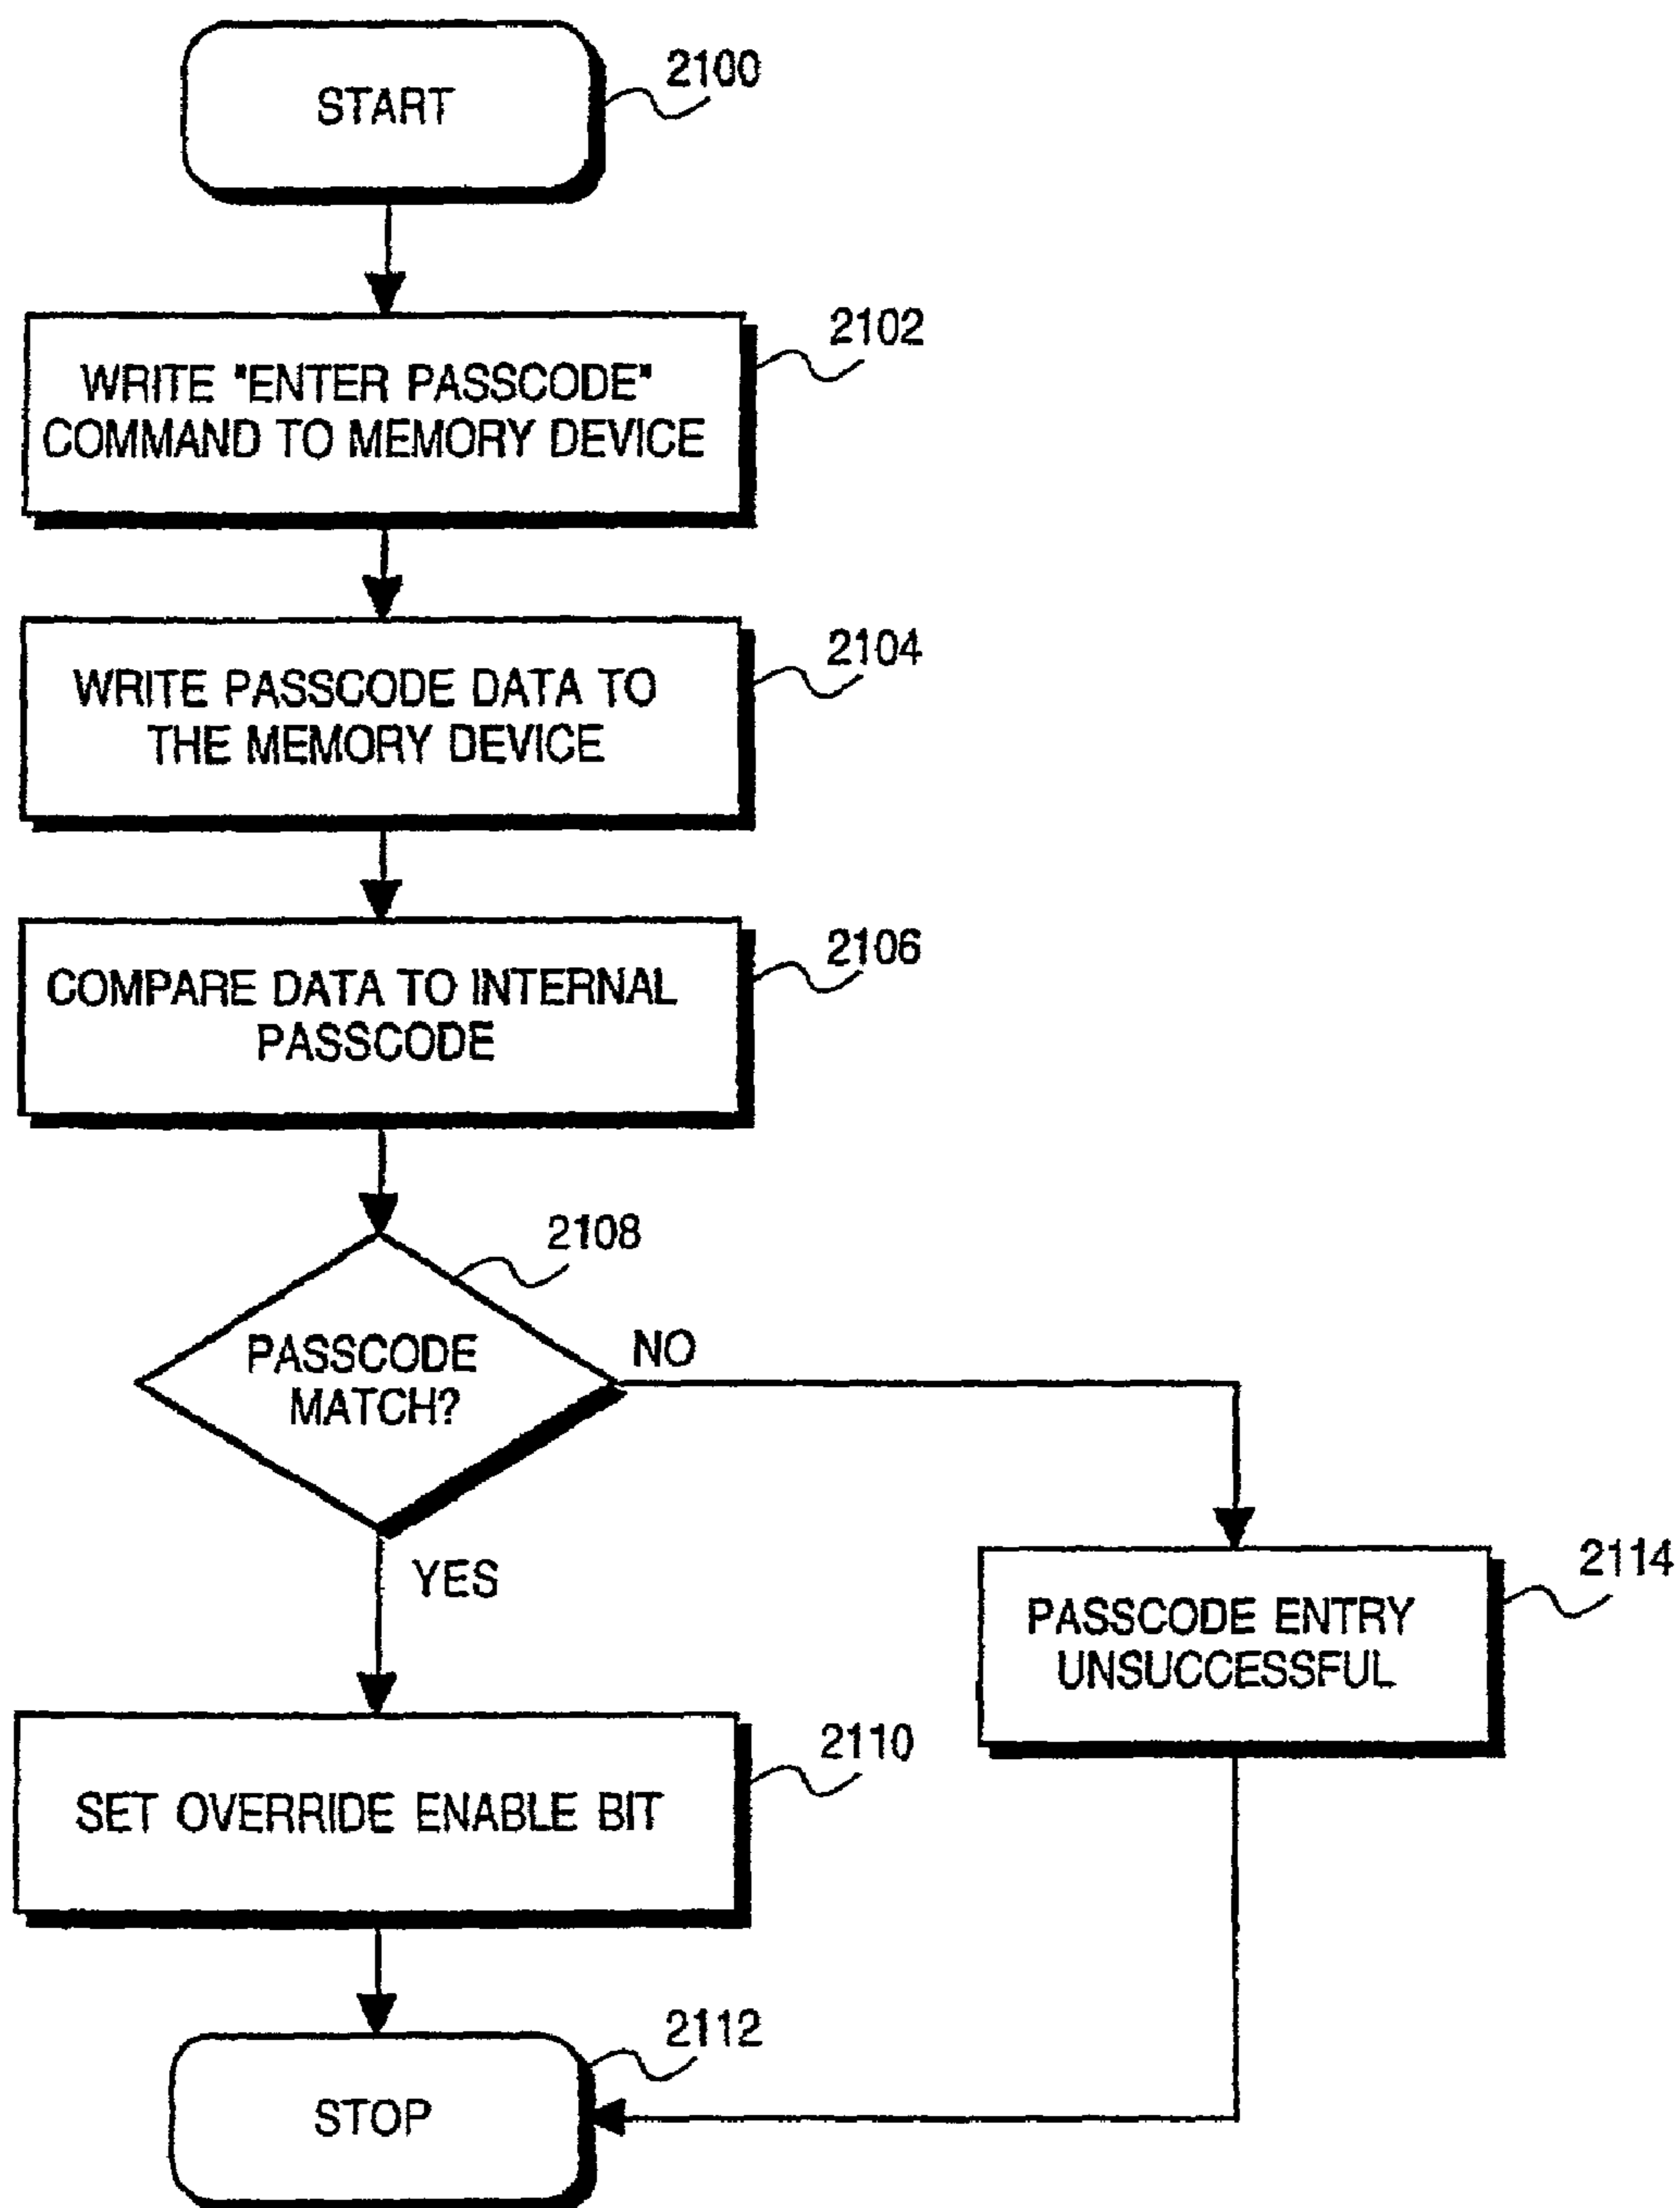 START
2100
WRITE "ENTER PASSCODE"
COMMAND TO MEMORY DEVICE
2102
WRITE PASSCODE DATA TO
THE MEMORY DEVICE
2104
COMPARE DATA TO INTERNAL
PASSCODE
2106
PASSCODE
MATCH?
2108
NO
YES
PASSCODE ENTRY
UNSUCCESSFUL
2114
SET OVERRIDE ENABLE BIT
2110
STOP
2112